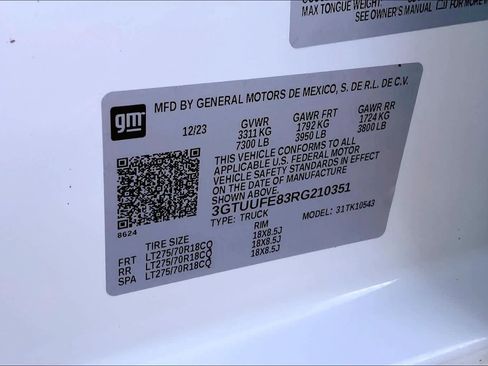 MAX TONGUE WEIGHT:
SEE OWNER'S MANUAL FOR MORE
gm
MFD BY GENERAL MOTORS DE MEXICO, S. DE R.L. DE C.V.
12/23 GVWR GAWR FRT GAWR RR
3311 KG 1792 KG 1724 KG
7300 LB 3950 LB 3800 LB
THIS VEHICLE CONFORMS TO ALL
APPLICABLE U.S. FEDERAL MOTOR
VEHICLE SAFETY STANDARDS IN EFFECT
ON THE DATE OF MANUFACTURE
SHOWN ABOVE.
3GTUUFE83RG210351
TYPE: TRUCK MODEL: 31TK10543
8624
TIRE SIZE RIM
FRT LT275/70R18CQ 18X8.5J
RR LT275/70R18CQ 18X8.5J
SPA LT275/70R18CQ 18X8.5J